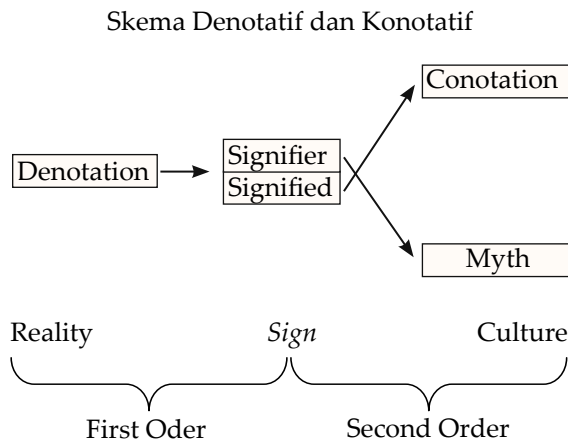 Skema Denotatif dan Konotatif
Conotation
Denotation
Signifier
Signified
Myth
Reality Sign Culture
First Oder Second Order